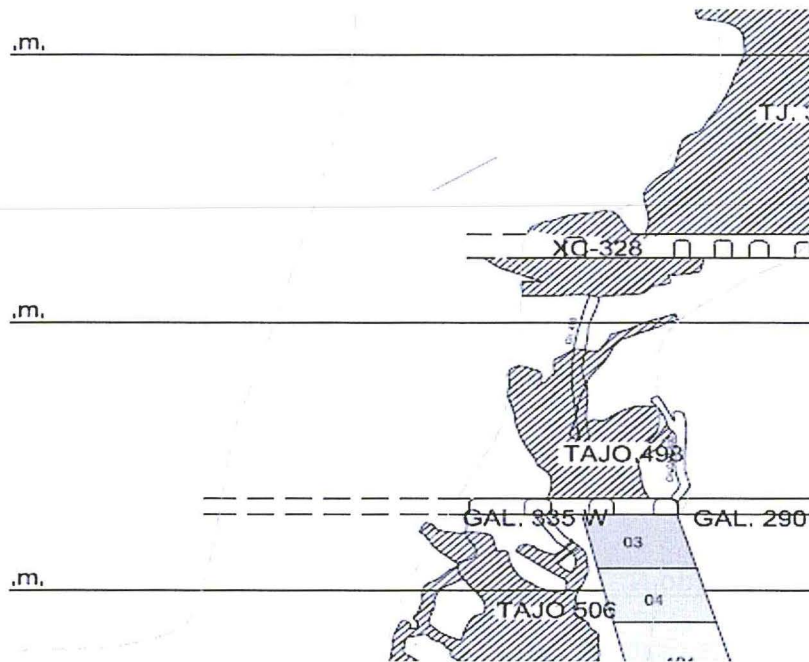 .m.
TJ.
XC-328
.m.
TAJO 498
GAL. 335 W
GAL. 290
03
.m.
04
TAJO 506